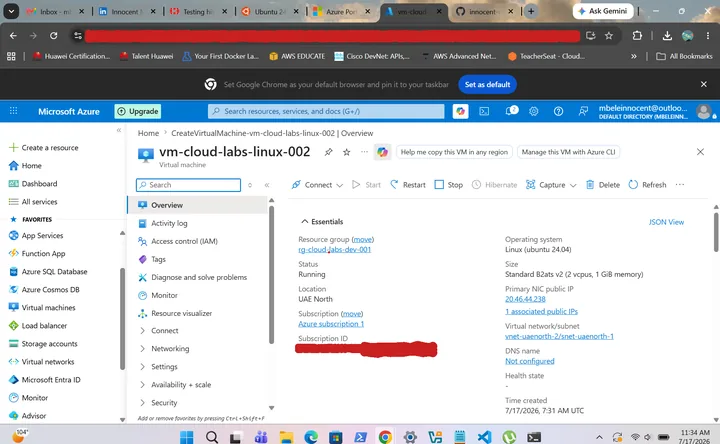 Inbox - m
Innocent M
Testing fu
Ubuntu 24
Azure Por
vm-cloud
innocent-
Ask Gemini
Huawei Certification...
Talent Huawei
Your First Docker La...
AWS EDUCATE
Cisco DevNet: APIs,...
AWS Advanced Net...
TeacherSeat - Cloud...
All Bookmarks
Set Google Chrome as your default browser and pin it to your taskbar
Set as default
Microsoft Azure
Upgrade
Search resources, services, and docs (G+/)
7
mbeleinnocent@outloo...
DEFAULT DIRECTORY (MBELEINN...
Home > CreateVirtualMachine-vm-cloud-labs-linux-002 | Overview
vm-cloud-labs-linux-002
Virtual machine
Help me copy this VM in any region
Manage this VM with Azure CLI
Create a resource
Home
Dashboard
All services
FAVORITES
App Services
Function App
Azure SQL Database
Azure Cosmos DB
Virtual machines
Load balancer
Storage accounts
Virtual networks
Microsoft Entra ID
Monitor
Advisor
Search
Overview
Activity log
Access control (IAM)
Tags
Diagnose and solve problems
Monitor
Resource visualizer
Connect
Networking
Settings
Availability + scale
Security
Add or remove favorites by pressing Ctrl+Shift+F
Connect
Start
Restart
Stop
Hibernate
Capture
Delete
Refresh
Essentials
JSON View
Resource group (move)
rg-cloud-labs-dev-001
Status
Running
Location
UAE North
Subscription (move)
Azure subscription 1
Subscription ID
Operating system
Linux (ubuntu 24.04)
Size
Standard B2ats v2 (2 vcpus, 1 GiB memory)
Primary NIC public IP
20.46.44.238
1 associated public IPs
Virtual network/subnet
vnet-uaenorth-2/snet-uaenorth-1
DNS name
Not configured
Health state
-
Time created
7/17/2026, 7:31 AM UTC
104°
11:34 AM
7/17/2026